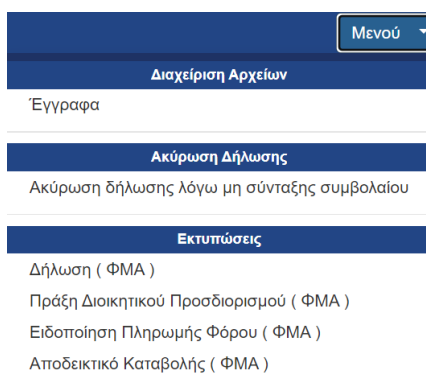 Μενού
Διαχείριση Αρχείων
Έγγραφα
Ακύρωση Δήλωσης
Ακύρωση δήλωσης λόγω μη σύνταξης συμβολαίου
Εκτυπώσεις
Δήλωση ( ΦΜΑ )
Πράξη Διοικητικού Προσδιορισμού ( ΦΜΑ )
Ειδοποίηση Πληρωμής Φόρου ( ΦΜΑ )
Αποδεικτικό Καταβολής ( ΦΜΑ )